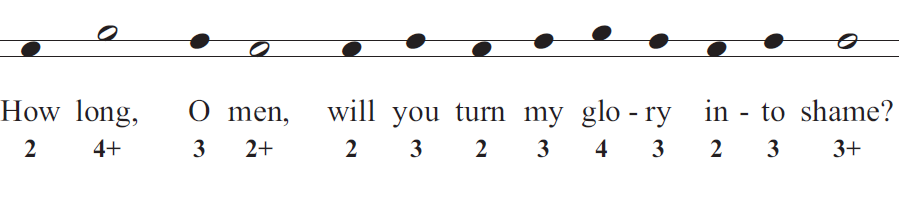 How long, O men, will you turn my glo - ry in - to shame?
2 4+ 3 2+ 2 3 2 3 4 3 2 3 3+